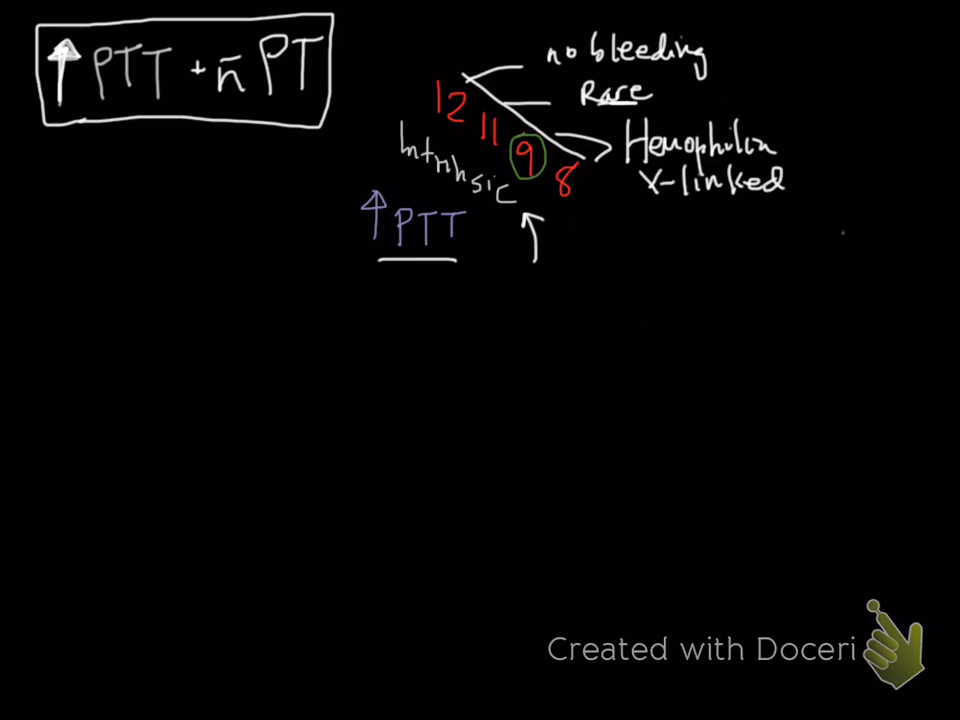 ↑ PTT + n̄ PT
no bleeding
Rare
12
11
9
8
Hemophilia
X-linked
Intrinsic
↑ PTT
Created with Doceri